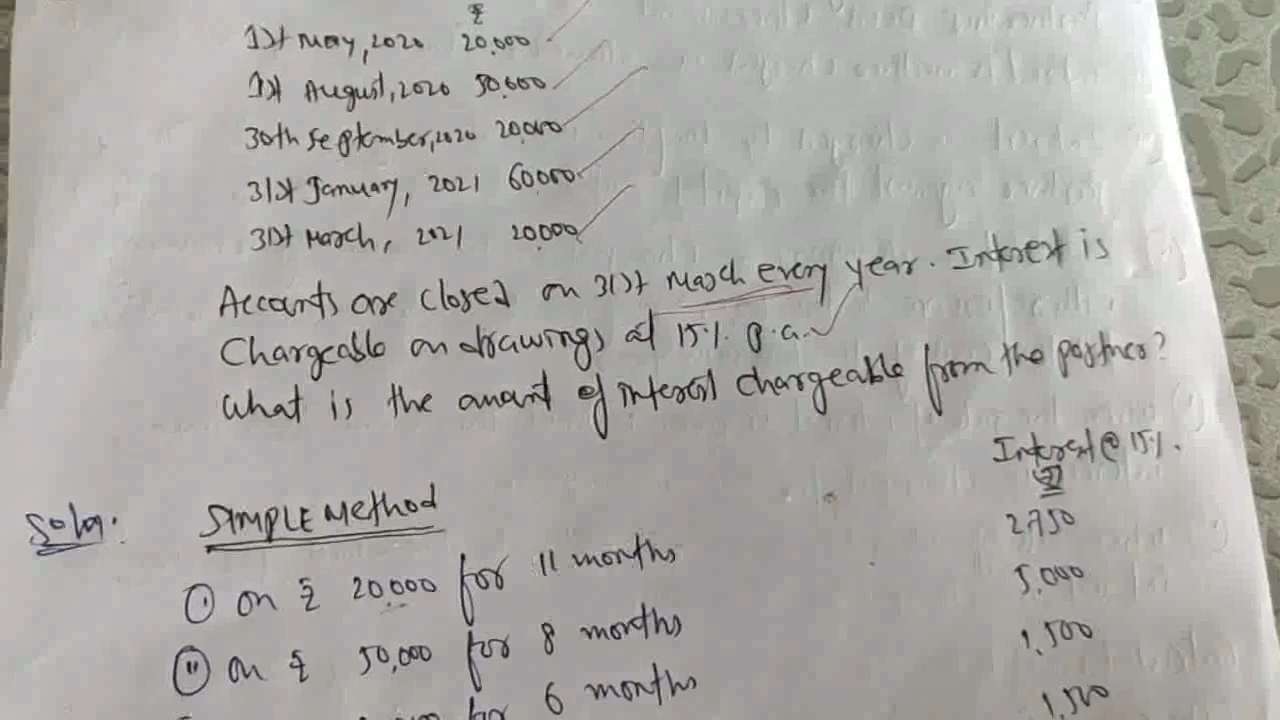 ₹
1st May, 2020 20,000
1st August, 2020 50,000
30th September, 2020 20,000
31st January, 2021 60000
31st March, 2021 20,000
Accounts are closed on 31st March every year. Interest is
Chargeable on drawings at 15% p.a.
What is the amount of interest chargeable from the partner?
Interest @ 15%.
₹
Soln:
SIMPLE Method
(i) on ₹ 20,000 for 11 months 2,750
(ii) on ₹ 50,000 for 8 months 5,000
for 6 months 1,500
1,500